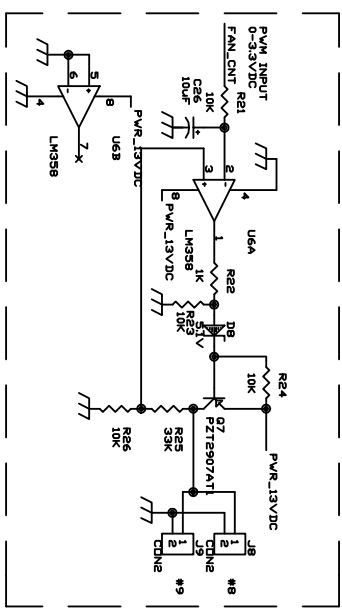 PWM INPUT
0-3.3VDC
FAN_CNT
R21
10K
C26
10uF
+
2
3
-
+
4
8
1
U6A
LM358
PWR_13VDC
R22
1K
R23
10K
D8
5.1V
R24
10K
PWR_13VDC
Q7
PZT2907AT1
R25
33K
R26
10K
J8
1
2
CON2
#8
J9
1
2
CON2
#9
PWR_13VDC
U6B
5
6
+
-
8
4
7
LM358